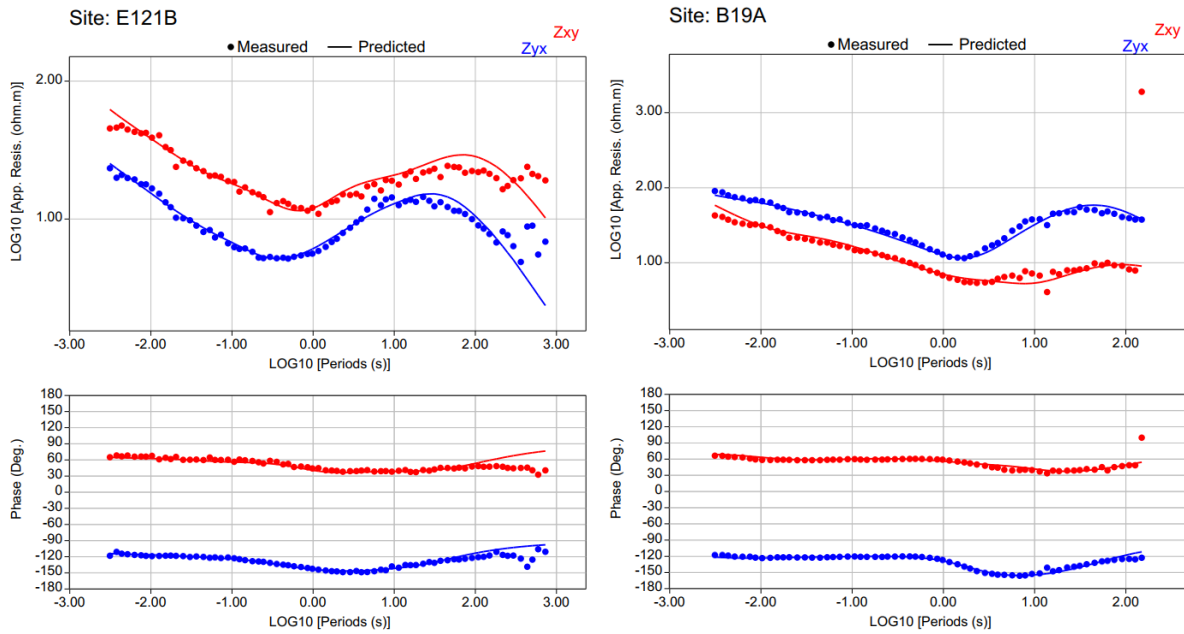 Site: E121B
Zxy
Measured
Predicted
Zyx
LOG10 [App. Resis. (ohm.m)]
2.00
1.00
-3.00 -2.00 -1.00 0.00 1.00 2.00 3.00
LOG10 [Periods (s)]
Phase (Deg.)
180
150
120
90
60
30
0
-30
-60
-90
-120
-150
-180
-3.00 -2.00 -1.00 0.00 1.00 2.00 3.00
LOG10 [Periods (s)]
Site: B19A
Zxy
Measured
Predicted
Zyx
LOG10 [App. Resis. (ohm.m)]
3.00
2.00
1.00
-3.00 -2.00 -1.00 0.00 1.00 2.00
LOG10 [Periods (s)]
Phase (Deg.)
180
150
120
90
60
30
0
-30
-60
-90
-120
-150
-180
-3.00 -2.00 -1.00 0.00 1.00 2.00
LOG10 [Periods (s)]